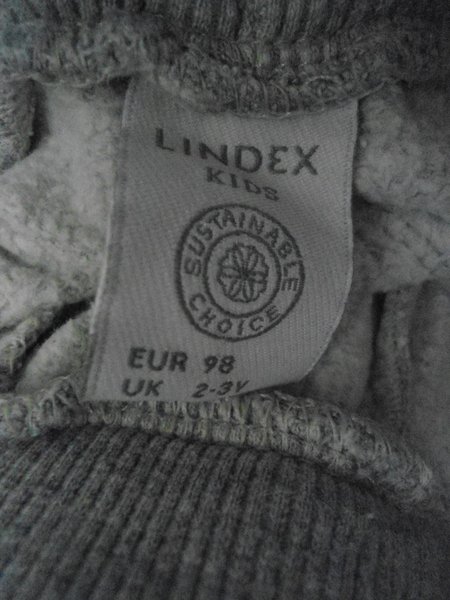 LINDEX
KIDS
SUSTAINABLE
CHOICE
EUR 98
UK 2-3Y